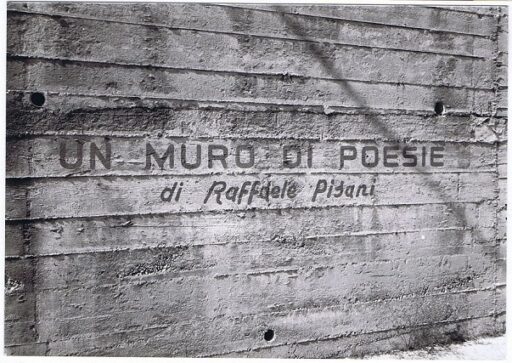 UN MURO DI POESIE
di Raffaele Pisani